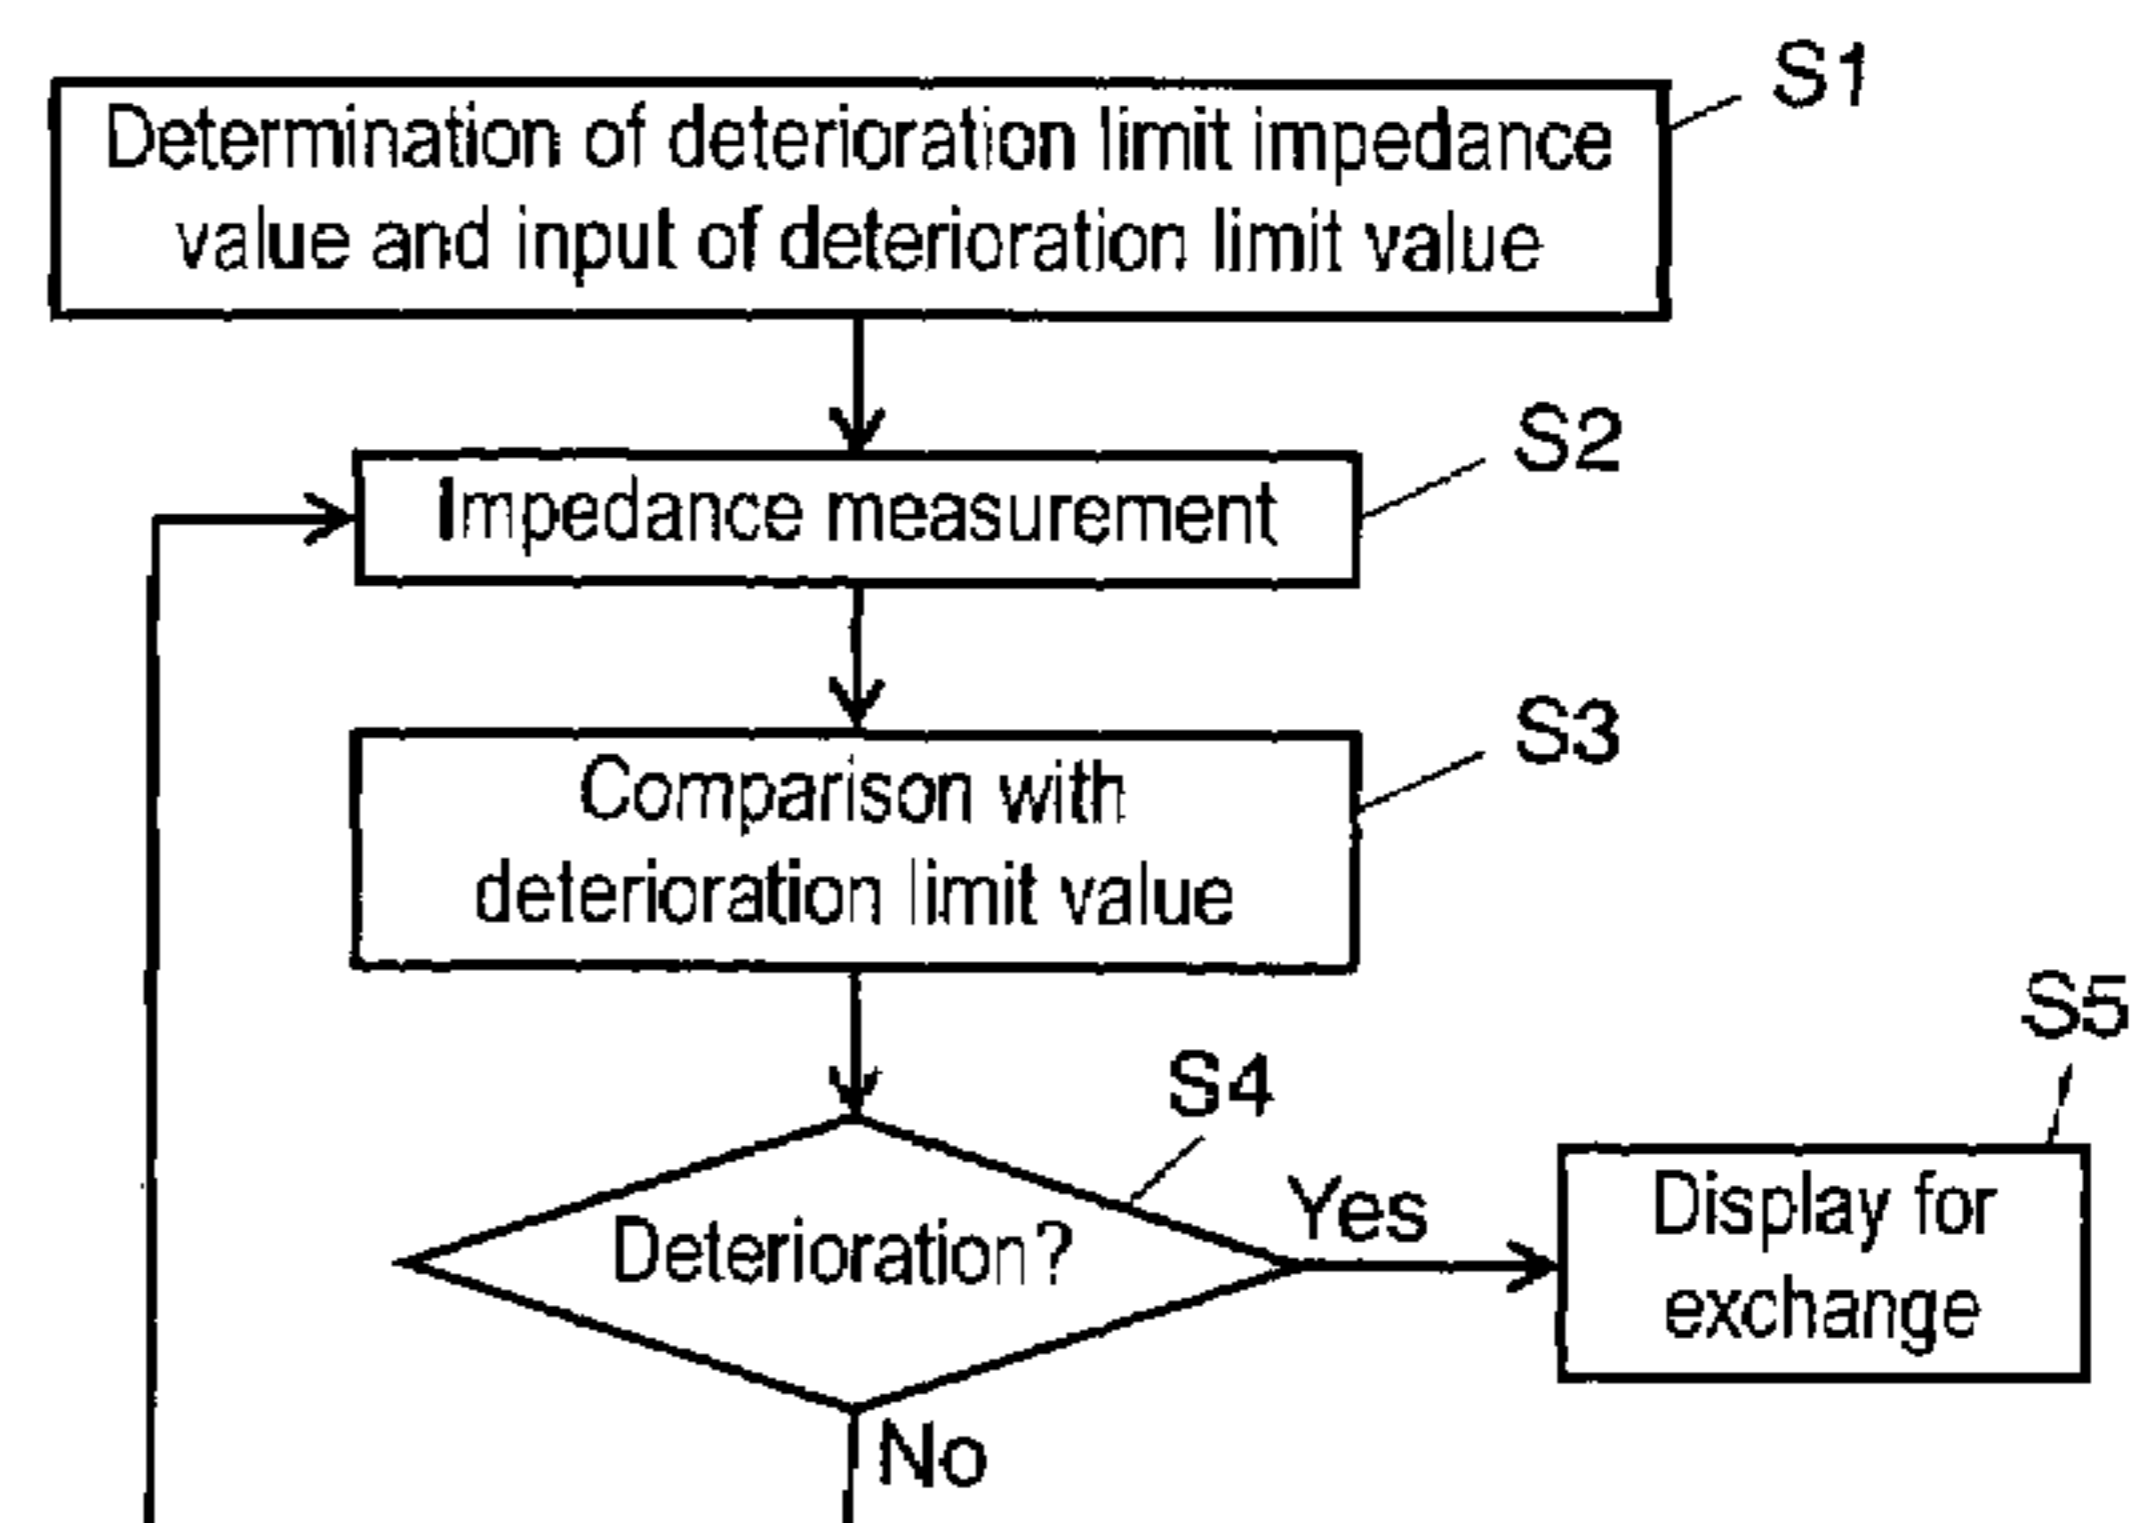 S1
Determination of deterioration limit impedance
value and input of deterioration limit value
S2
Impedance measurement
S3
Comparison with
deterioration limit value
S4
S5
Deterioration?
Yes
Display for
exchange
No